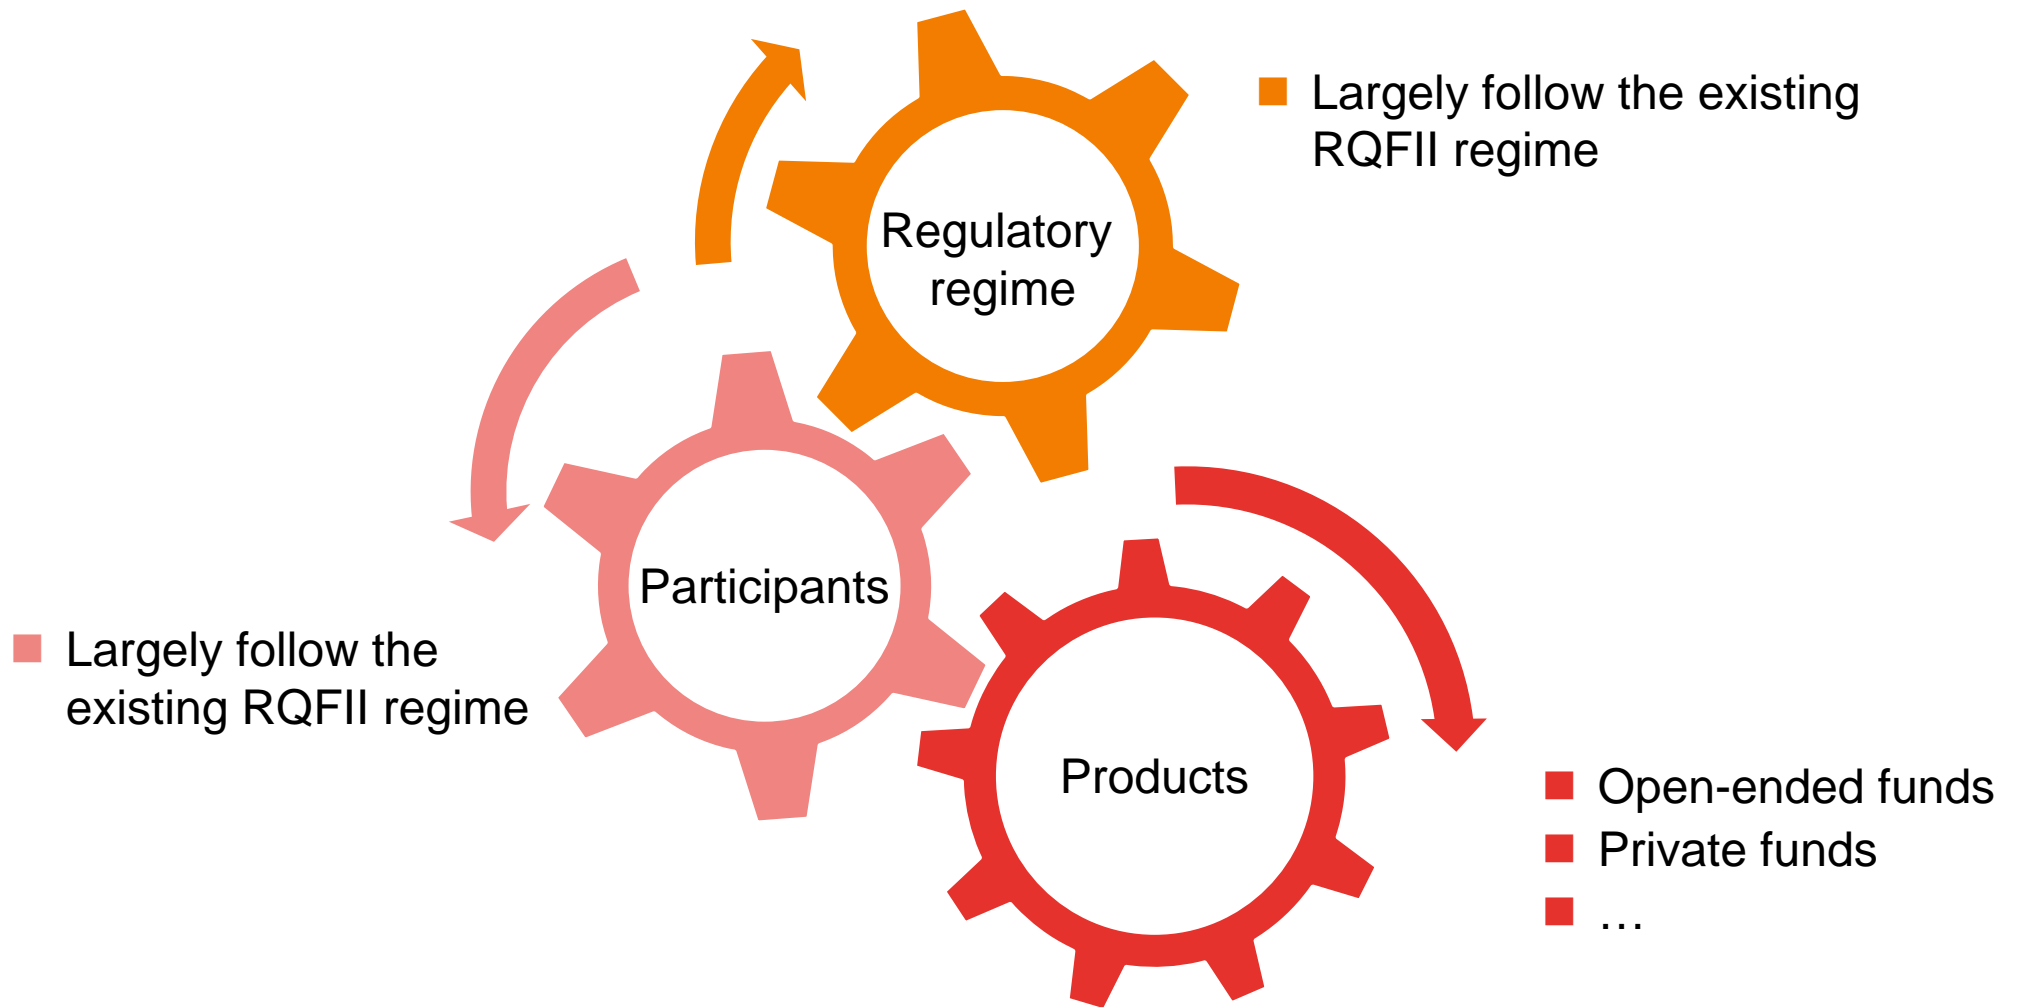 Largely follow the existing
RQFII regime
Regulatory
regime
Participants
Largely follow the
existing RQFII regime
Products
Open-ended funds
Private funds
…